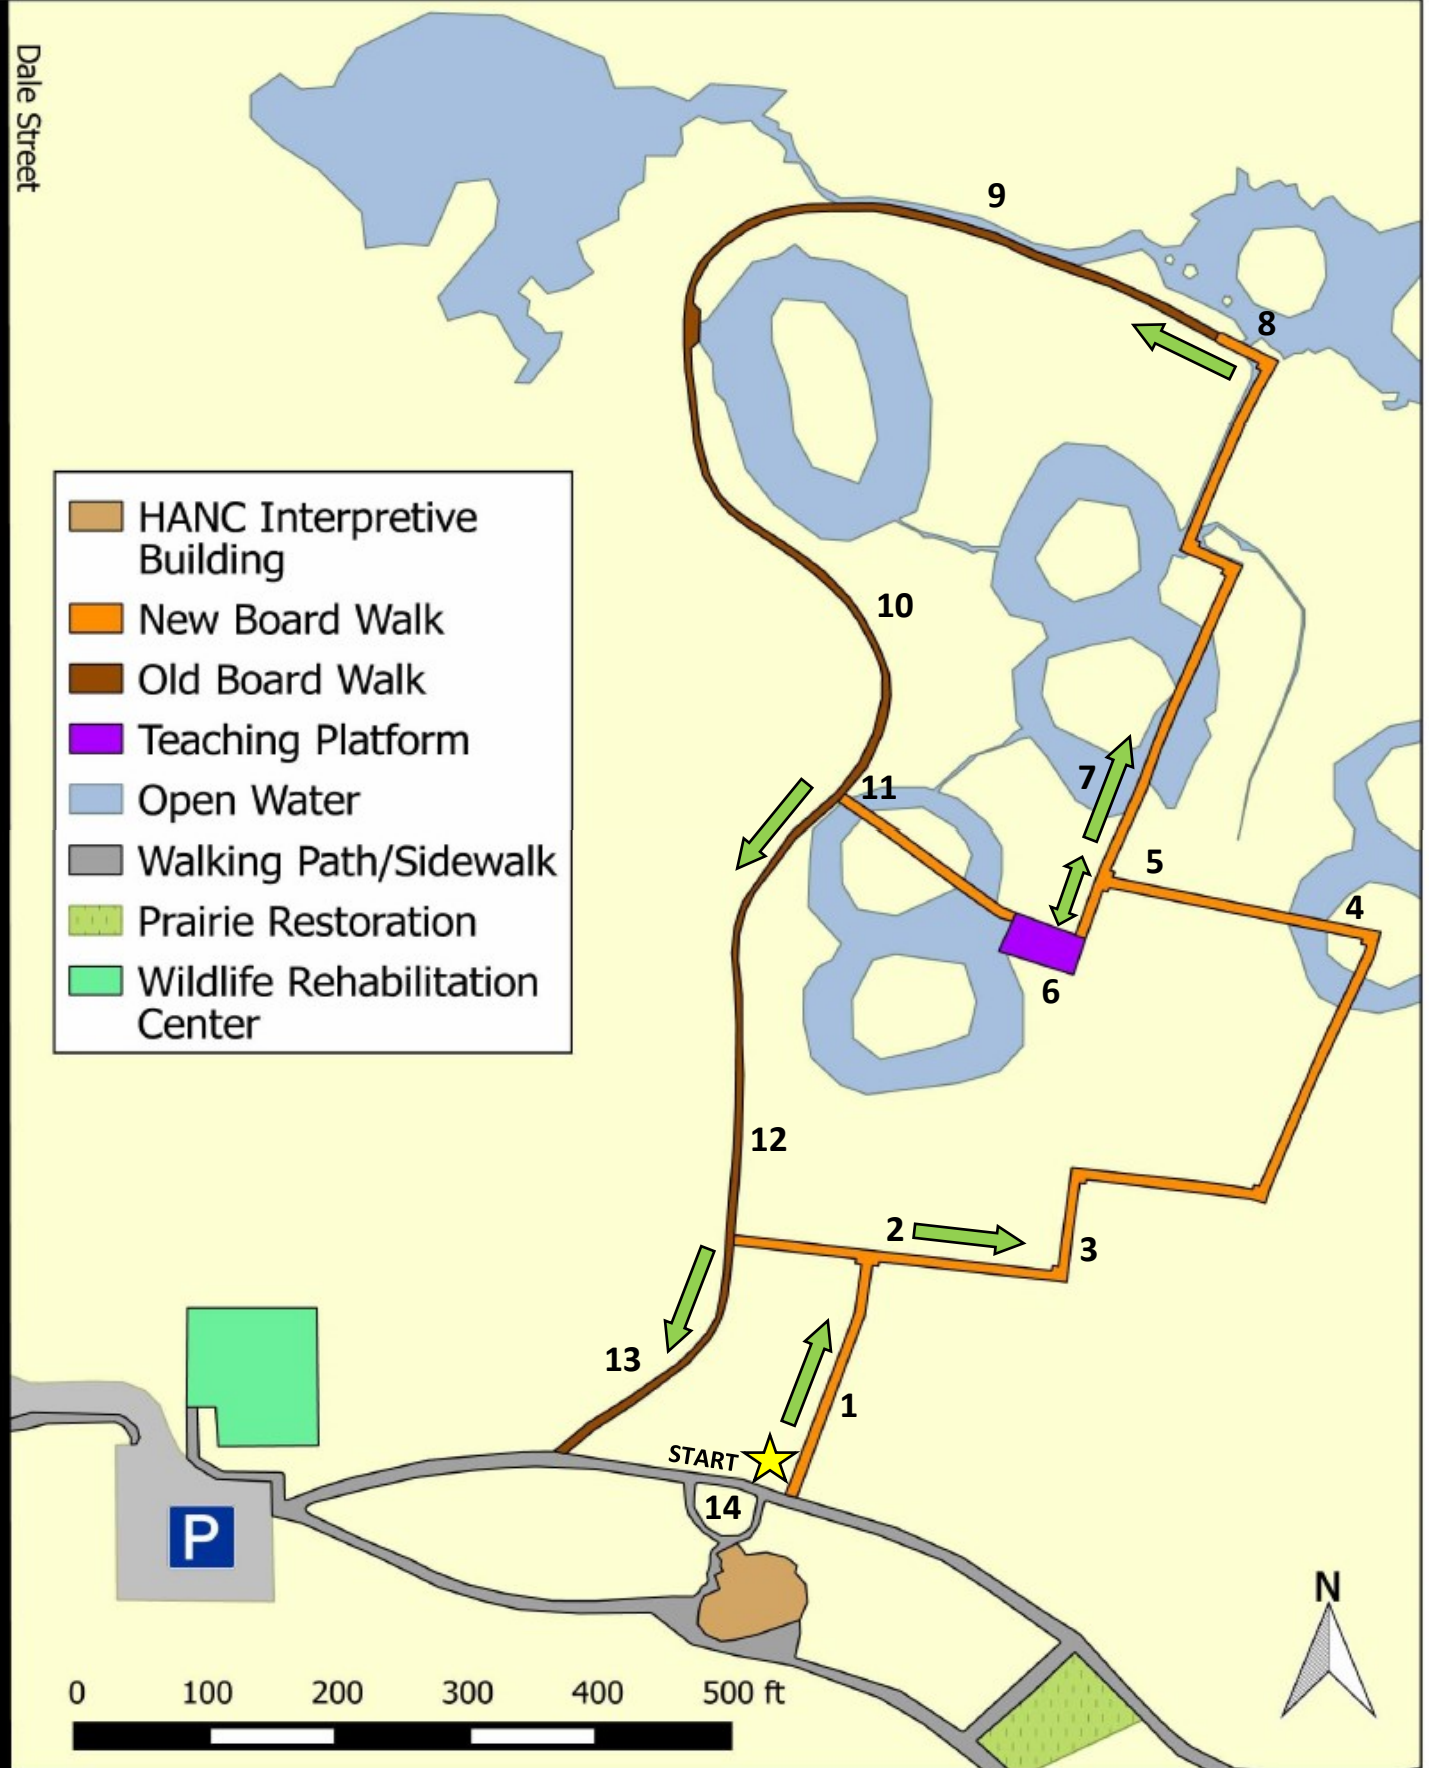 Dale Street
9
8
HANC Interpretive
Building
New Board Walk
Old Board Walk
Teaching Platform
Open Water
Walking Path/Sidewalk
Prairie Restoration
Wildlife Rehabilitation
Center
10
11
7
5
4
6
12
2
3
13
1
START
14
P
N
0 100 200 300 400 500 ft